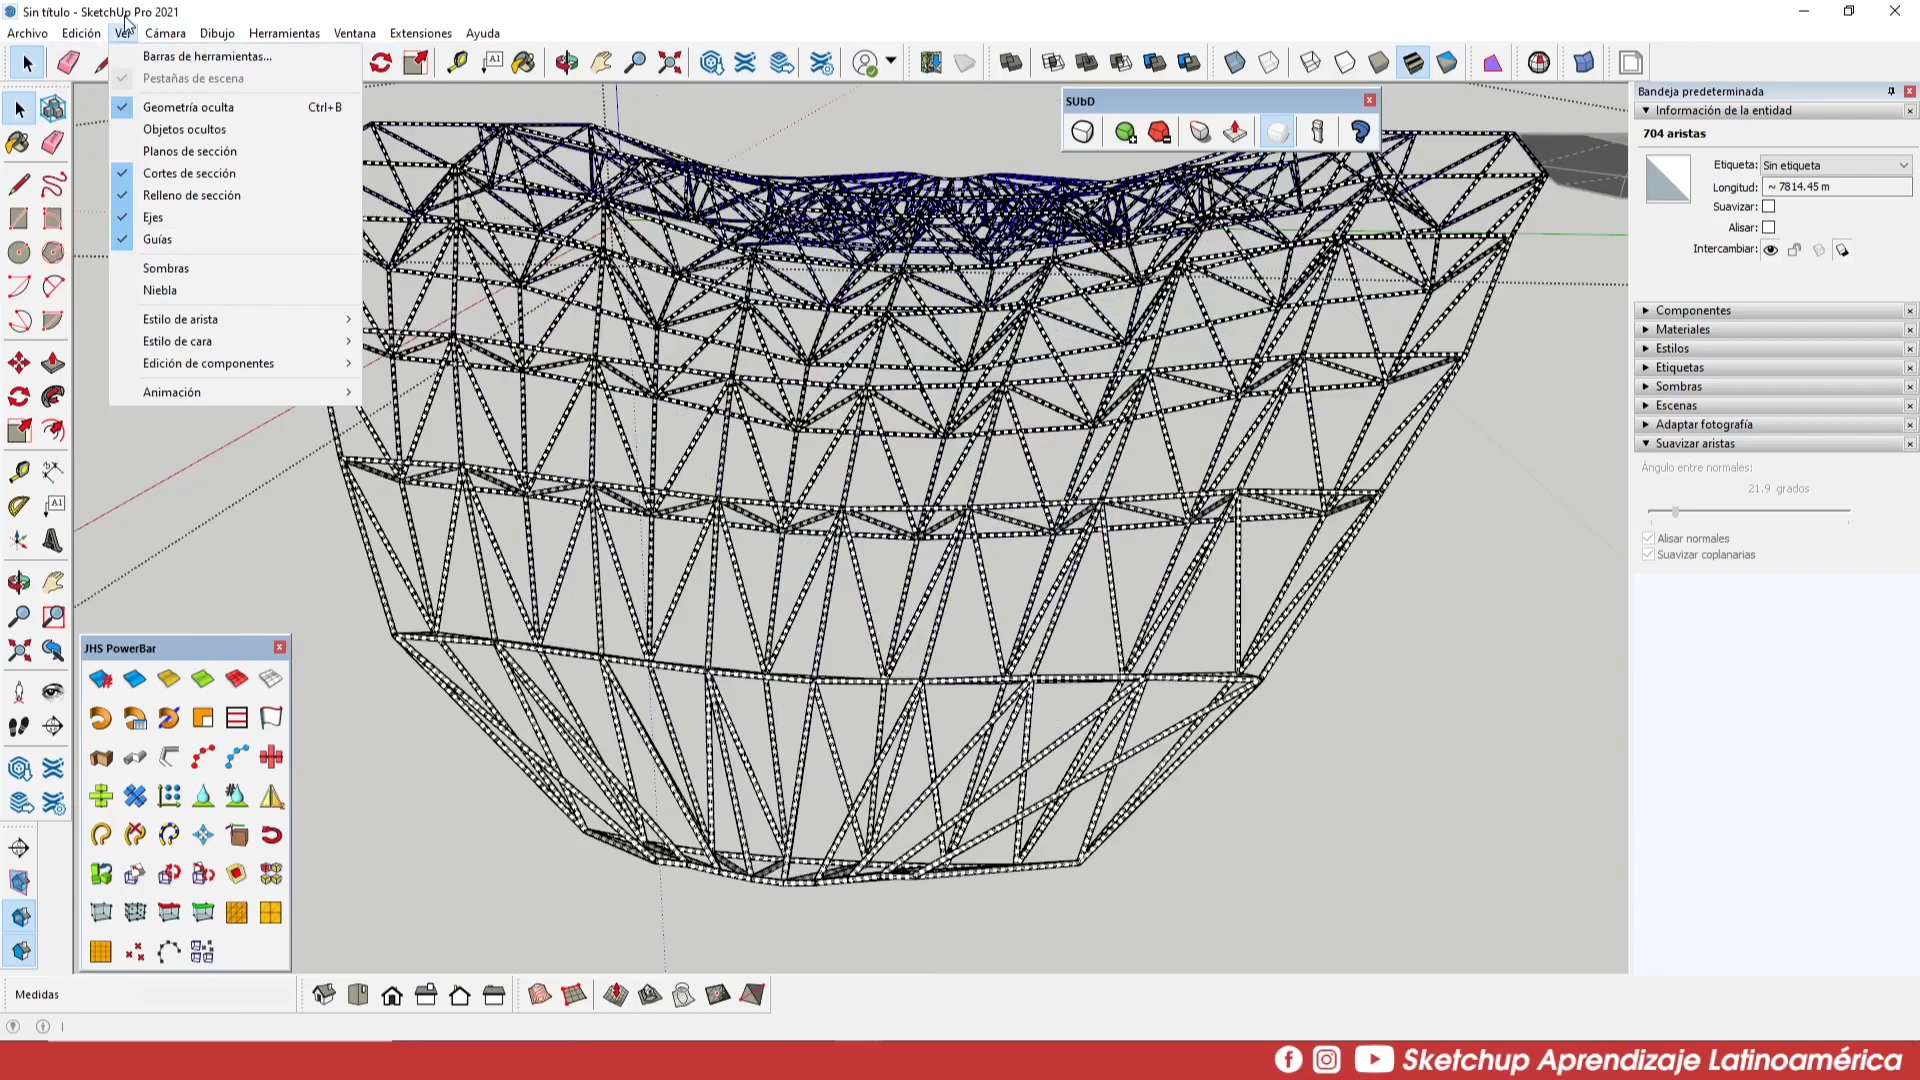 Sin título - SketchUp Pro 2021
Archivo Edición Ver Cámara Dibujo Herramientas Ventana Extensiones Ayuda
Barras de herramientas...
Pestañas de escena
Geometría oculta Ctrl+B
Objetos ocultos
Planos de sección
Cortes de sección
Relleno de sección
Ejes
Guías
Sombras
Niebla
Estilo de arista
Estilo de cara
Edición de componentes
Animación
SUbD
JHS PowerBar
Bandeja predeterminada
Información de la entidad
704 aristas
Etiqueta: Sin etiqueta
Longitud: ~ 7814.45 m
Suavizar:
Alisar:
Intercambiar:
Componentes
Materiales
Estilos
Etiquetas
Sombras
Escenas
Adaptar fotografía
Suavizar aristas
Ángulo entre normales:
21.9 grados
Alisar normales
Suavizar coplanarias
Medidas
Sketchup Aprendizaje Latinoamérica